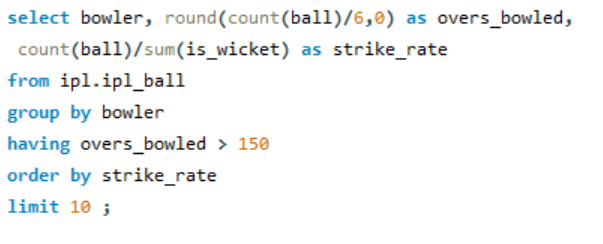 select bowler, round(count(ball)/6,0) as overs_bowled,
count(ball)/sum(is_wicket) as strike_rate
from ipl.ipl_ball
group by bowler
having overs_bowled > 150
order by strike_rate
limit 10 ;